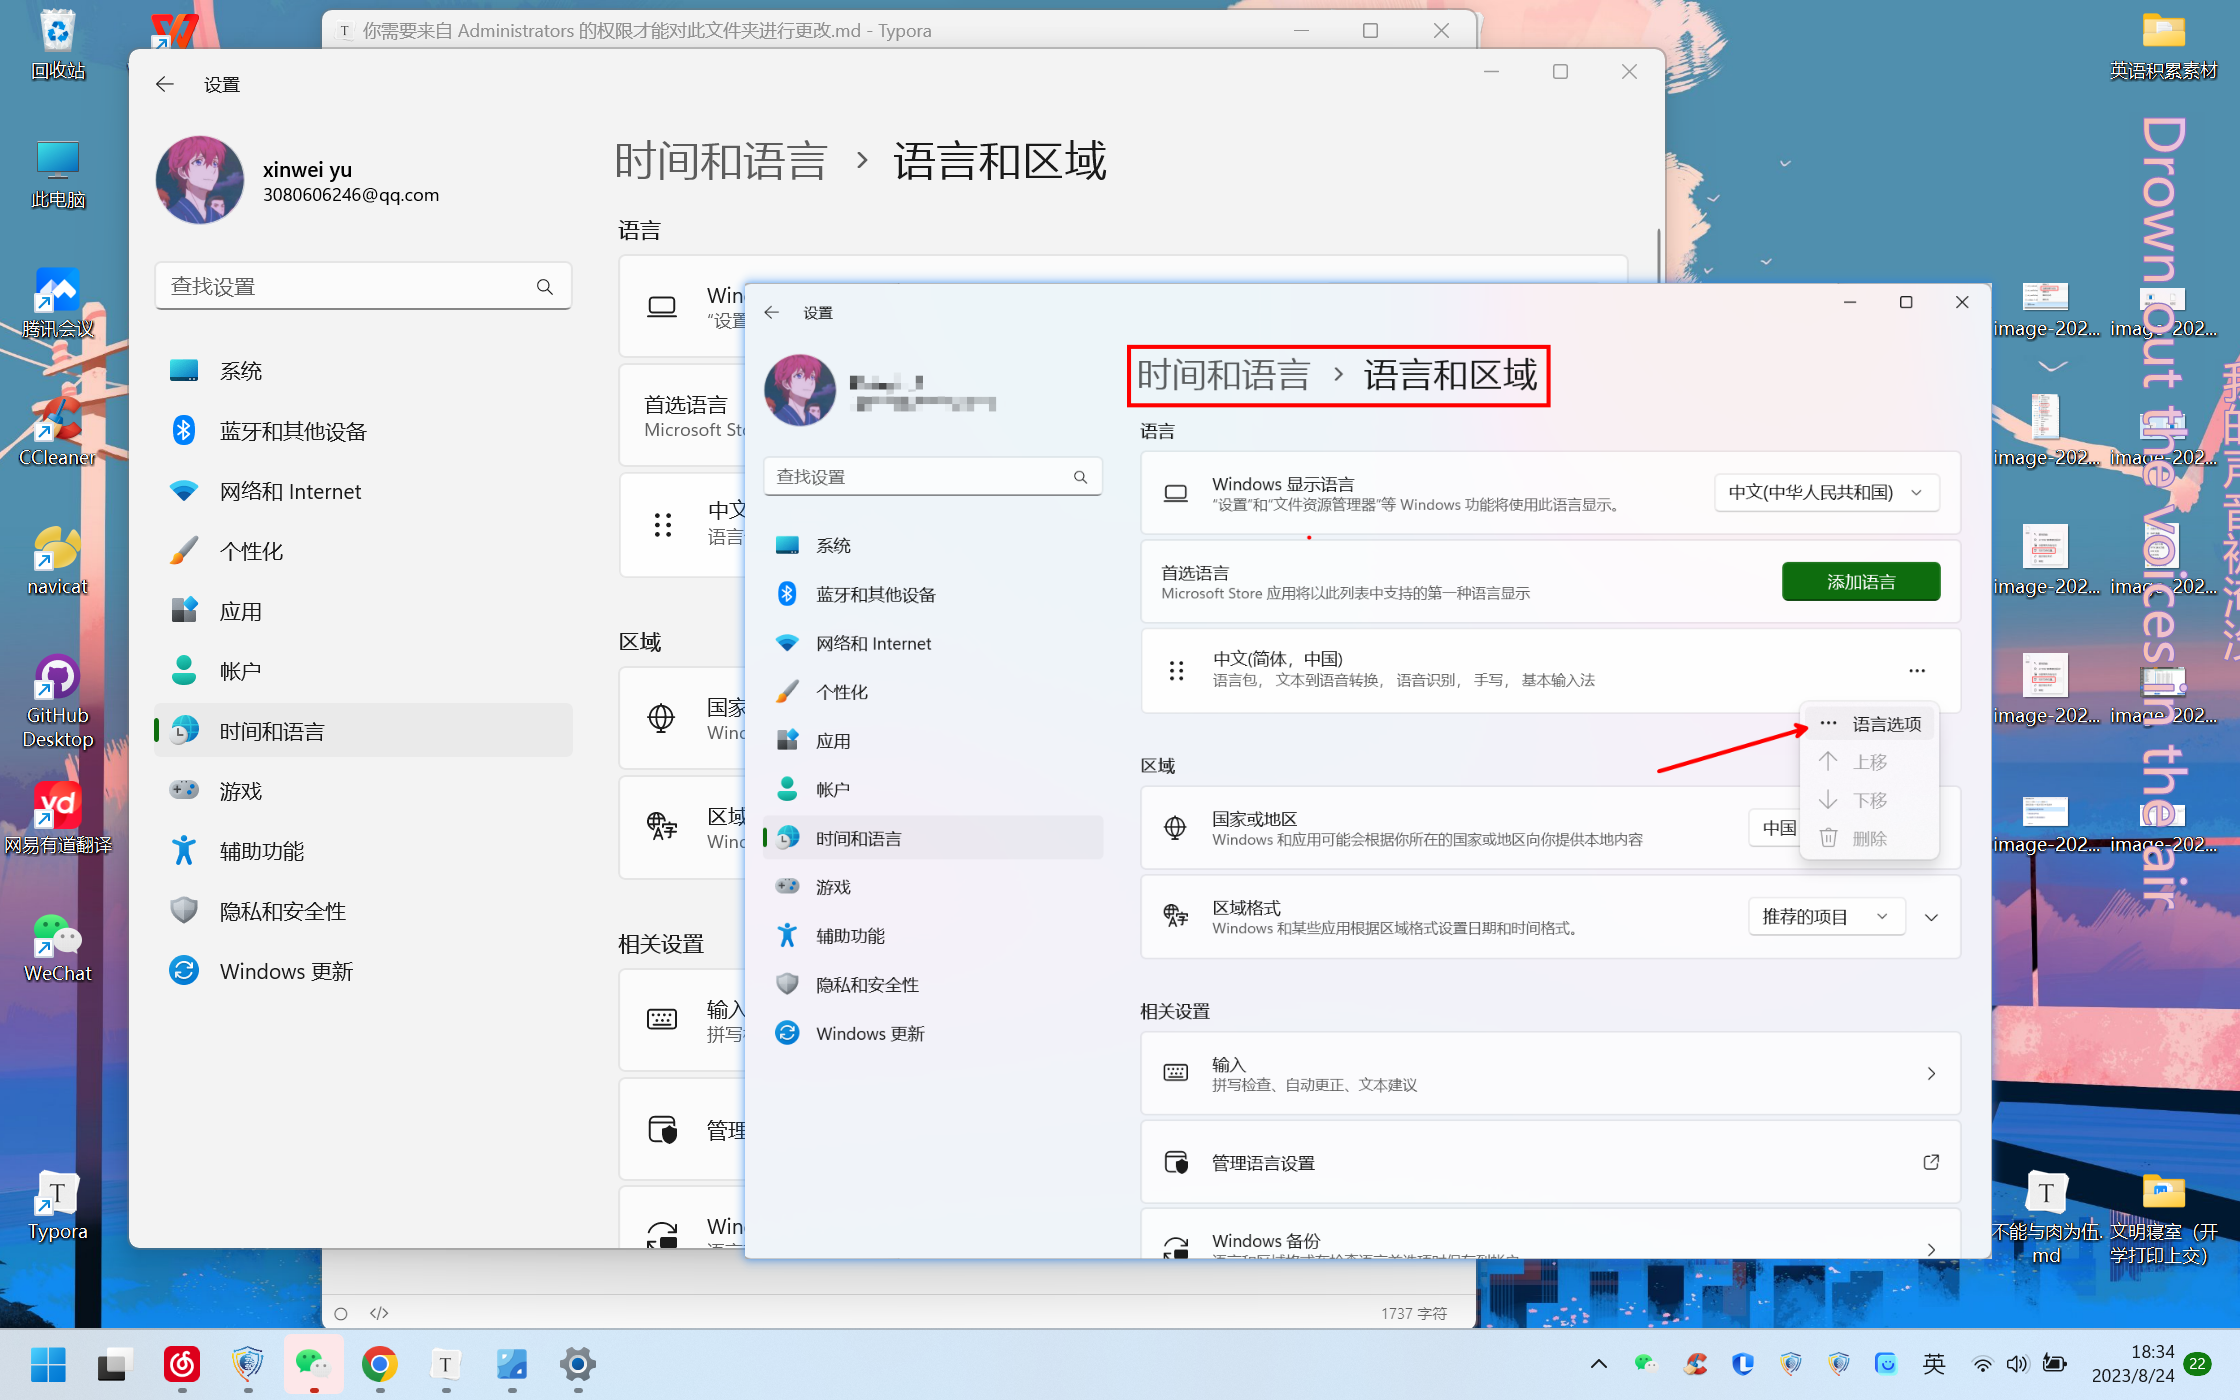 回收站
此电脑
腾讯会议
CCleaner
navicat
GitHub
Desktop
网易有道翻译
WeChat
Typora
你需要来自 Administrators 的权限才能对此文件夹进行更改.md - Typora
设置
xinwei yu
3080606246@qq.com
查找设置
系统
蓝牙和其他设备
网络和 Internet
个性化
应用
帐户
时间和语言
游戏
辅助功能
隐私和安全性
Windows 更新
时间和语言 › 语言和区域
语言
首选语言
区域
相关设置
输入
管理
设置
查找设置
系统
蓝牙和其他设备
网络和 Internet
个性化
应用
帐户
时间和语言
游戏
辅助功能
隐私和安全性
Windows 更新
时间和语言 › 语言和区域
语言
Windows 显示语言
“设置”和“文件资源管理器”等 Windows 功能将使用此语言显示。
中文(中华人民共和国)
首选语言
Microsoft Store 应用将以此列表中支持的第一种语言显示
添加语言
中文(简体，中国)
语言包， 文本到语音转换， 语音识别， 手写， 基本输入法
语言选项
上移
下移
删除
区域
国家或地区
Windows 和应用可能会根据你所在的国家或地区向你提供本地内容
中国
区域格式
Windows 和某些应用根据区域格式设置日期和时间格式。
推荐的项目
相关设置
输入
拼写检查、自动更正、文本建议
管理语言设置
Windows 备份
1737 字符
英语积累素材
image-202...
image-202...
image-202...
image-202...
image-202...
image-202...
image-202...
image-202...
image-202...
image-202...
不能与肉为伍.
md
文明寝室（开
学打印上交）
Drown out the voices in the air
英
18:34
2023/8/24
22